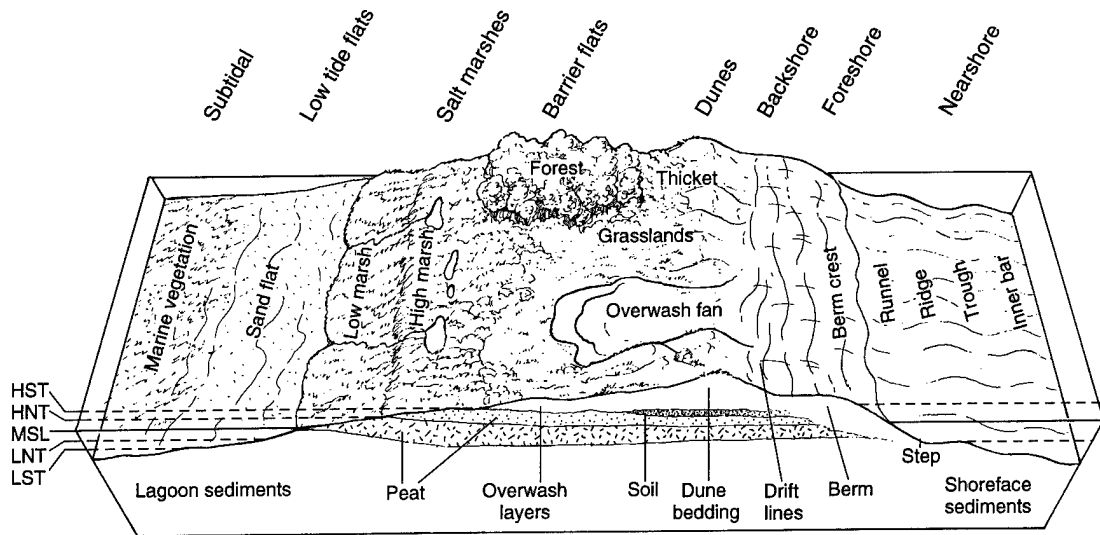 Subtidal
Low tide flats
Salt marshes
Barrier flats
Dunes
Backshore
Foreshore
Nearshore
Forest
Thicket
Grasslands
Overwash fan
Marine vegetation
Sand flat
Low marsh
High marsh
Berm crest
Runnel
Ridge
Trough
Inner bar
HST
HNT
MSL
LNT
LST
Step
Lagoon sediments
Peat
Overwash
layers
Soil
Dune
bedding
Drift
lines
Berm
Shoreface
sediments